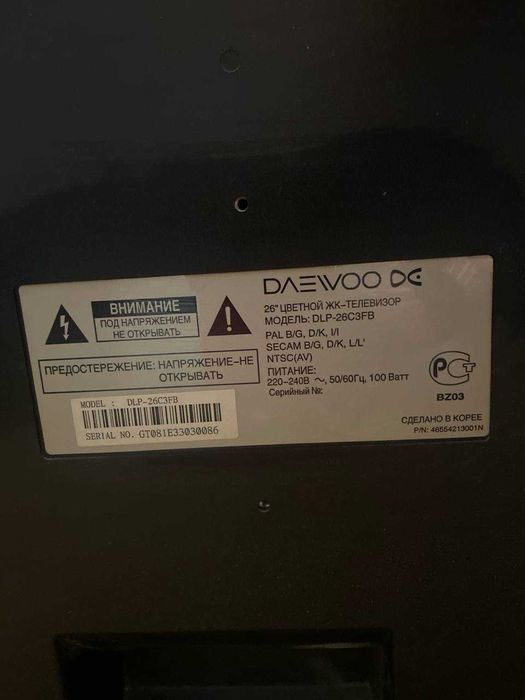 DAEWOO
26" ЦВЕТНОЙ ЖК-ТЕЛЕВИЗОР
МОДЕЛЬ: DLP-26C3FB
PAL B/G, D/K, I/I
SECAM B/G, D/K, L/L'
NTSC(AV)
ПИТАНИЕ:
220-240В ~, 50/60Гц, 100 Ватт
Серийный №:
ВНИМАНИЕ
ПОД НАПРЯЖЕНИЕМ
НЕ ОТКРЫВАТЬ
ПРЕДОСТЕРЕЖЕНИЕ: НАПРЯЖЕНИЕ-НЕ
ОТКРЫВАТЬ
MODEL : DLP-26C3FB
SERIAL NO. GT081E33030086
РСТ
BZ03
СДЕЛАНО В КОРЕЕ
P/N: 48554213001N